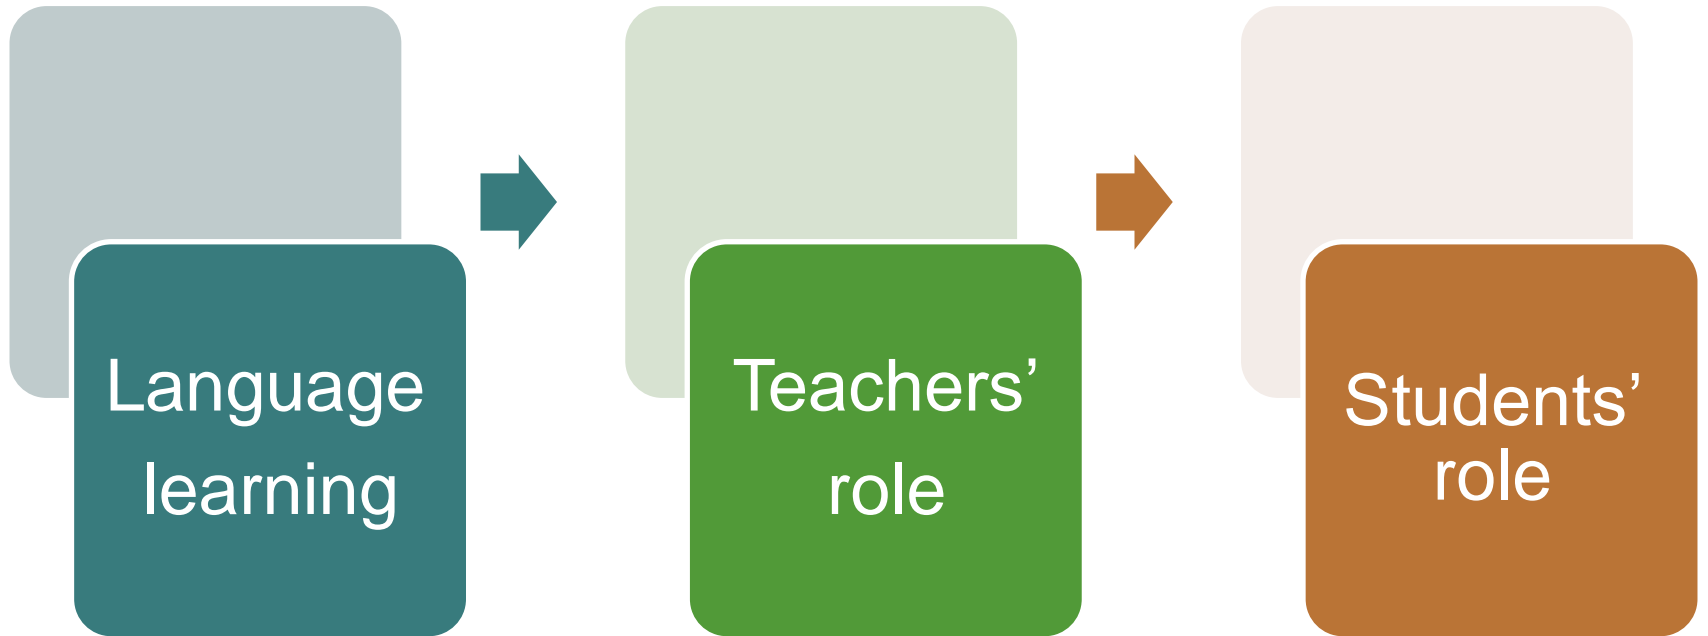 Language
learning
Teachers’
role
Students’
role